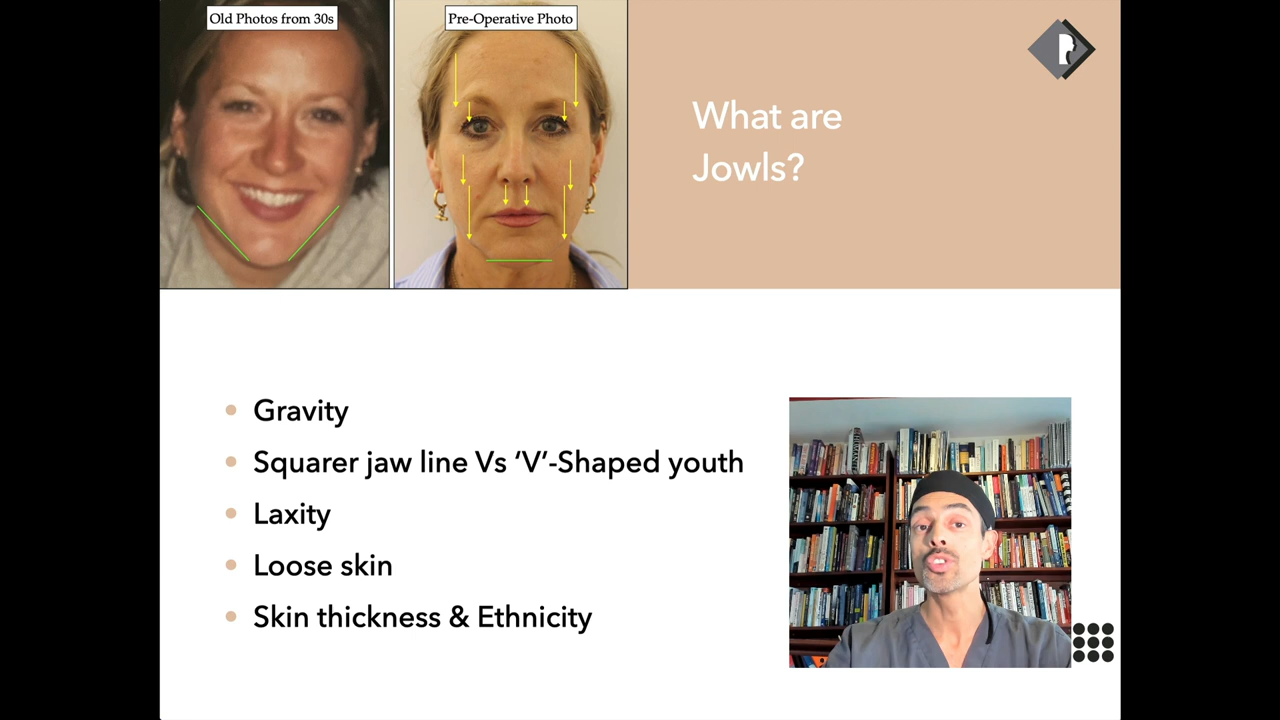 Old Photos from 30s
Pre-Operative Photo
What are
Jowls?
Gravity
Squarer jaw line Vs ‘V’-Shaped youth
Laxity
Loose skin
Skin thickness & Ethnicity